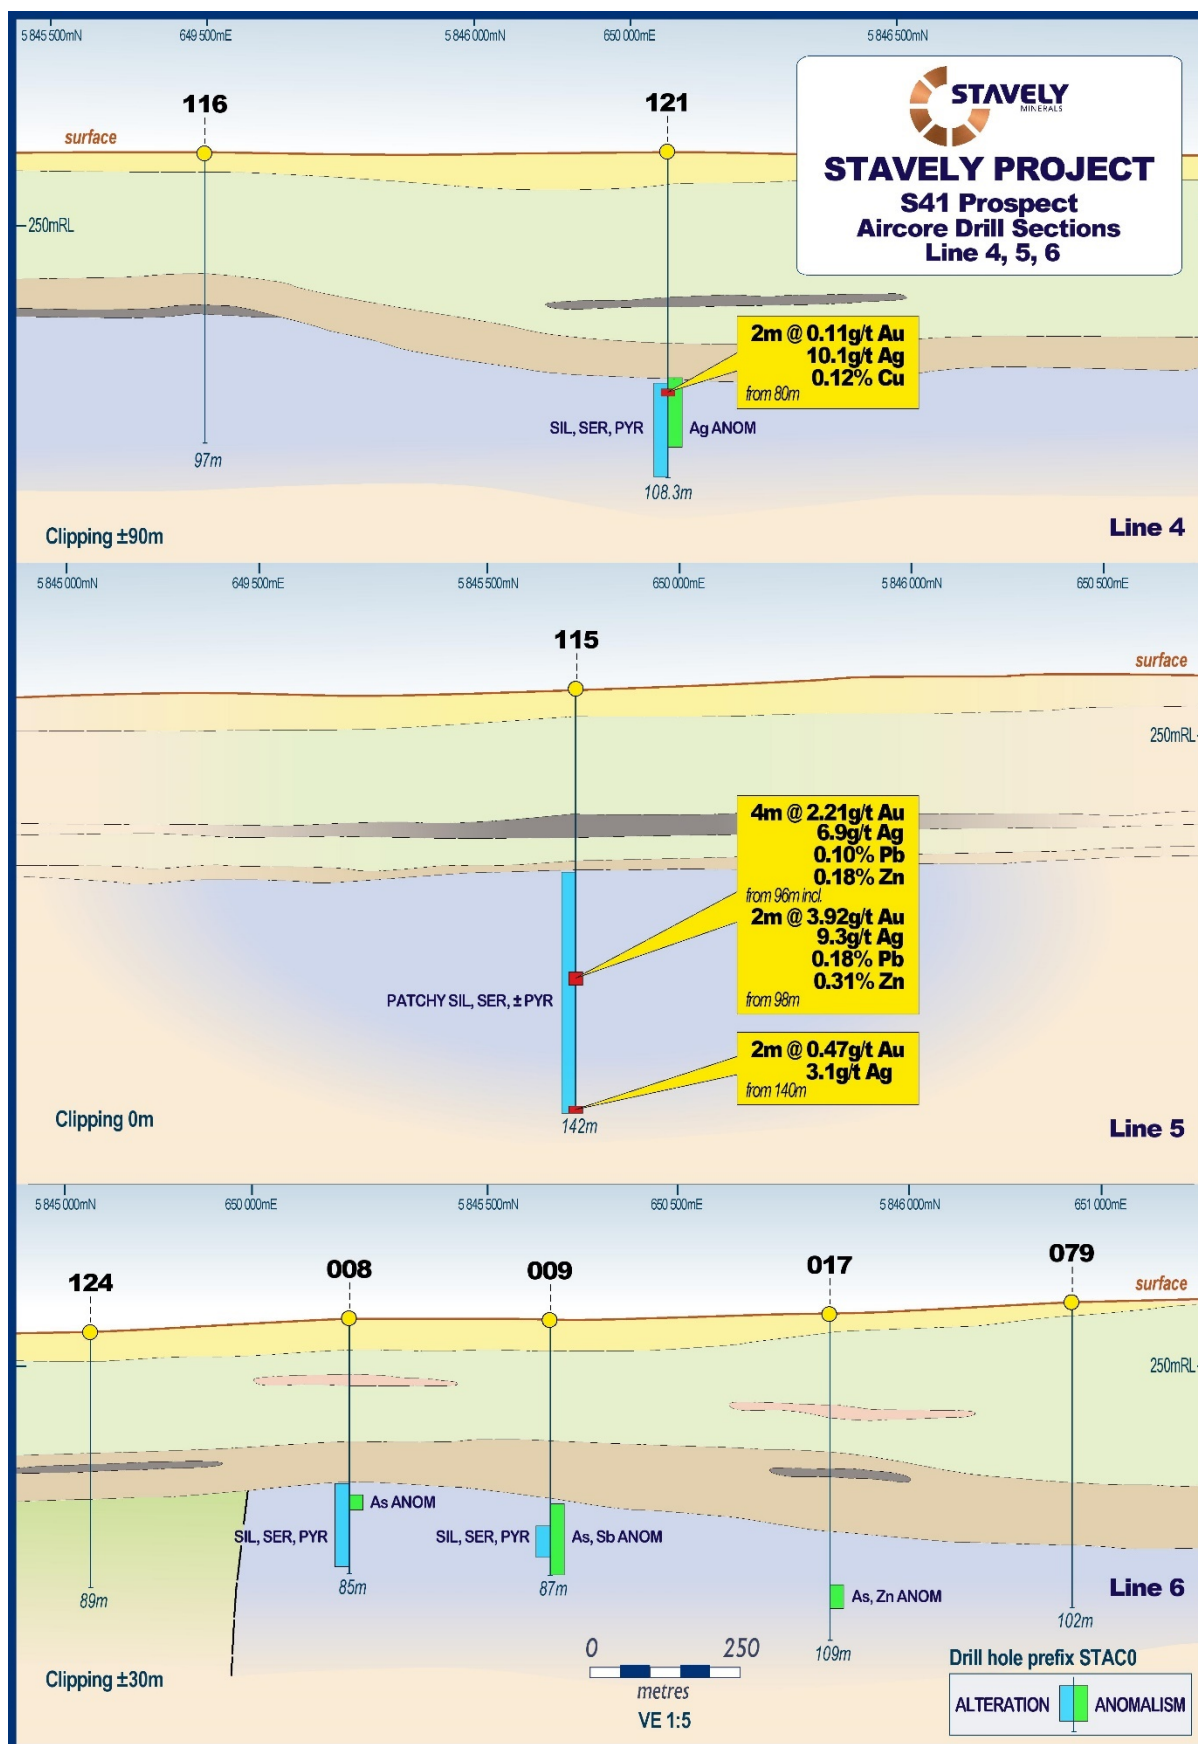 5 845 500mN 649 500mE 5 846 000mN 650 000mE 5 846 500mN
STAVELY
MINERALS
STAVELY PROJECT
S41 Prospect
Aircore Drill Sections
Line 4, 5, 6
116 121
surface
250mRL
2m @ 0.11g/t Au
10.1g/t Ag
0.12% Cu
from 80m
SIL, SER, PYR Ag ANOM
97m
108.3m
Clipping ±90m
Line 4
5 845 000mN 649 500mE 5 845 500mN 650 000mE 5 846 000mN 650 500mE
115
surface
250mRL
4m @ 2.21g/t Au
6.9g/t Ag
0.10% Pb
0.18% Zn
from 96m incl.
2m @ 3.92g/t Au
9.3g/t Ag
0.18% Pb
0.31% Zn
from 98m
PATCHY SIL, SER, ± PYR
2m @ 0.47g/t Au
3.1g/t Ag
from 140m
142m
Clipping 0m
Line 5
5 845 000mN 650 000mE 5 845 500mN 650 500mE 5 846 000mN 651 000mE
124 008 009 017 079
surface
250mRL
As ANOM
SIL, SER, PYR
SIL, SER, PYR As, Sb ANOM
As, Zn ANOM
89m
85m
87m
109m
102m
Line 6
Clipping ±30m
0 250
metres
VE 1:5
Drill hole prefix STAC0
ALTERATION ANOMALISM